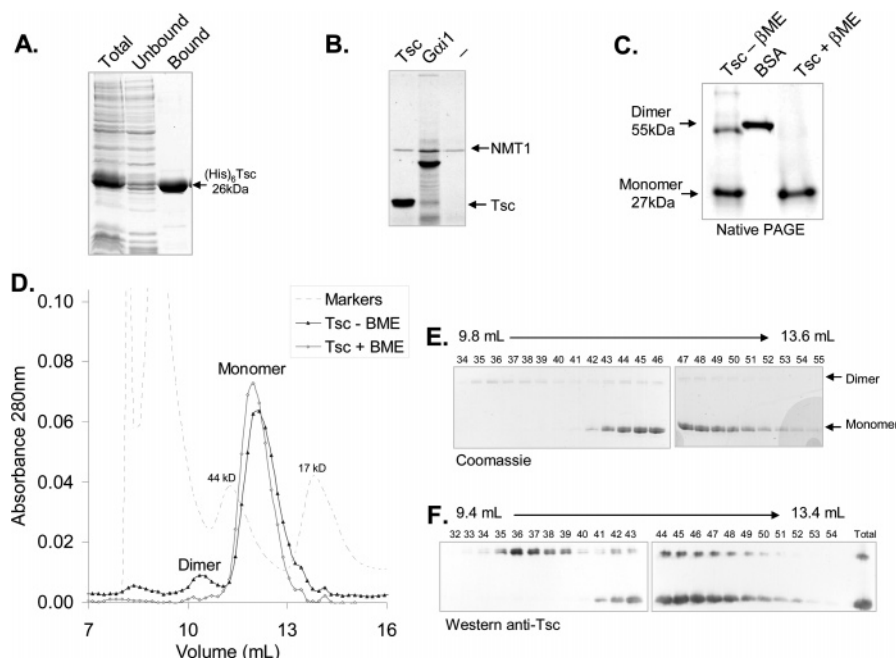 A.
Total
Unbound
Bound
(His)6Tsc
26kDa
B.
Tsc
Gαi1
–
NMT1
Tsc
C.
Tsc – βME
BSA
Tsc + βME
Dimer
55kDa
Monomer
27kDa
Native PAGE
D.
0.10
0.08
0.06
0.04
0.02
0.00
Absorbance 280nm
Markers
Tsc - BME
Tsc + BME
Monomer
44 kD
17 kD
Dimer
7
10
13
16
Volume (mL)
E.
9.8 mL
13.6 mL
34 35 36 37 38 39 40 41 42 43 44 45 46
47 48 49 50 51 52 53 54 55
Dimer
Monomer
Coomassie
F.
9.4 mL
13.4 mL
32 33 34 35 36 37 38 39 40 41 42 43
44 45 46 47 48 49 50 51 52 53 54 Total
Western anti-Tsc